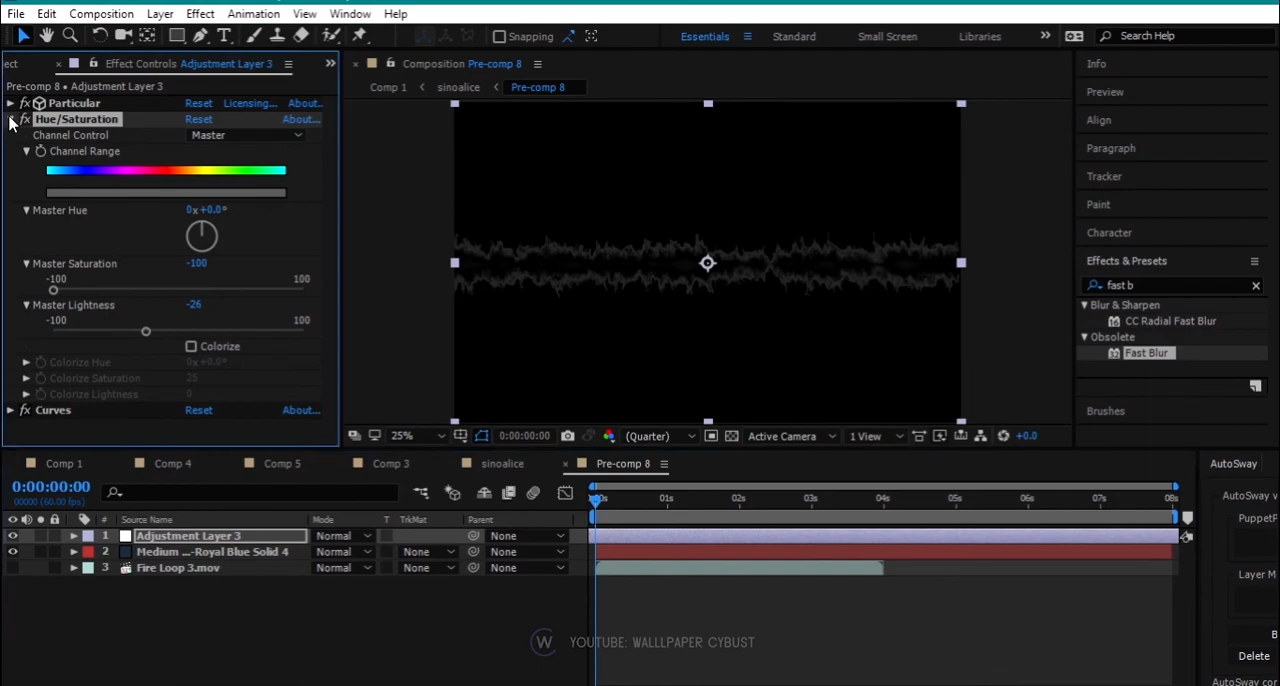 File Edit Composition Layer Effect Animation View Window Help
Snapping Essentials Standard Small Screen Libraries Search Help
ect Effect Controls Adjustment Layer 3
Composition Pre-comp 8
Info
Pre-comp 8 • Adjustment Layer 3
Comp 1 sinoalice Pre-comp 8
Preview
Particular Reset Licensing... About..
Hue/Saturation Reset About...
Align
Channel Control Master
Channel Range
Paragraph
Tracker
Paint
Master Hue 0x+0.0°
Character
Master Saturation -100
Effects & Presets
-100 100
fast b
Master Lightness -26
Blur & Sharpen
-100 100
CC Radial Fast Blur
Obsolete
Colorize
Fast Blur
Colorize Hue 0x+0.0°
Colorize Saturation 25
Colorize Lightness 0
Curves Reset About...
Brushes
25% 0:00:00:00 (Quarter) Active Camera 1 View +0.0
Comp 1 Comp 4 Comp 5 Comp 3 sinoalice Pre-comp 8
AutoSway
0:00:00:00
00000 (60.00 fps)
AutoSway v
00s 01s 02s 03s 04s 05s 06s 07s 08s
# Source Name Mode T TrkMat Parent
PuppetP
1 Adjustment Layer 3 Normal None
2 Medium ...-Royal Blue Solid 4 Normal None None
3 Fire Loop 3.mov Normal None None
Layer M
B
W YOUTUBE: WALLLPAPER CYBUST
Delete
AutoSway con